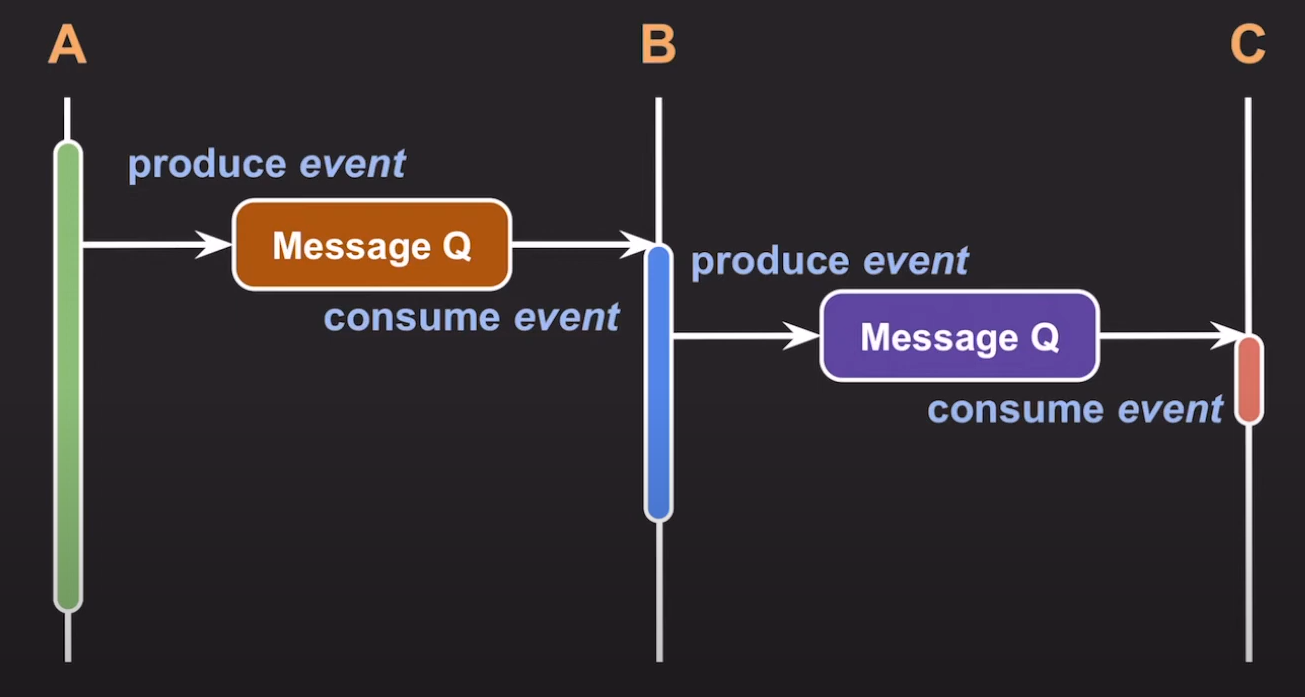 A
B
C
produce event
Message Q
consume event
produce event
Message Q
consume event